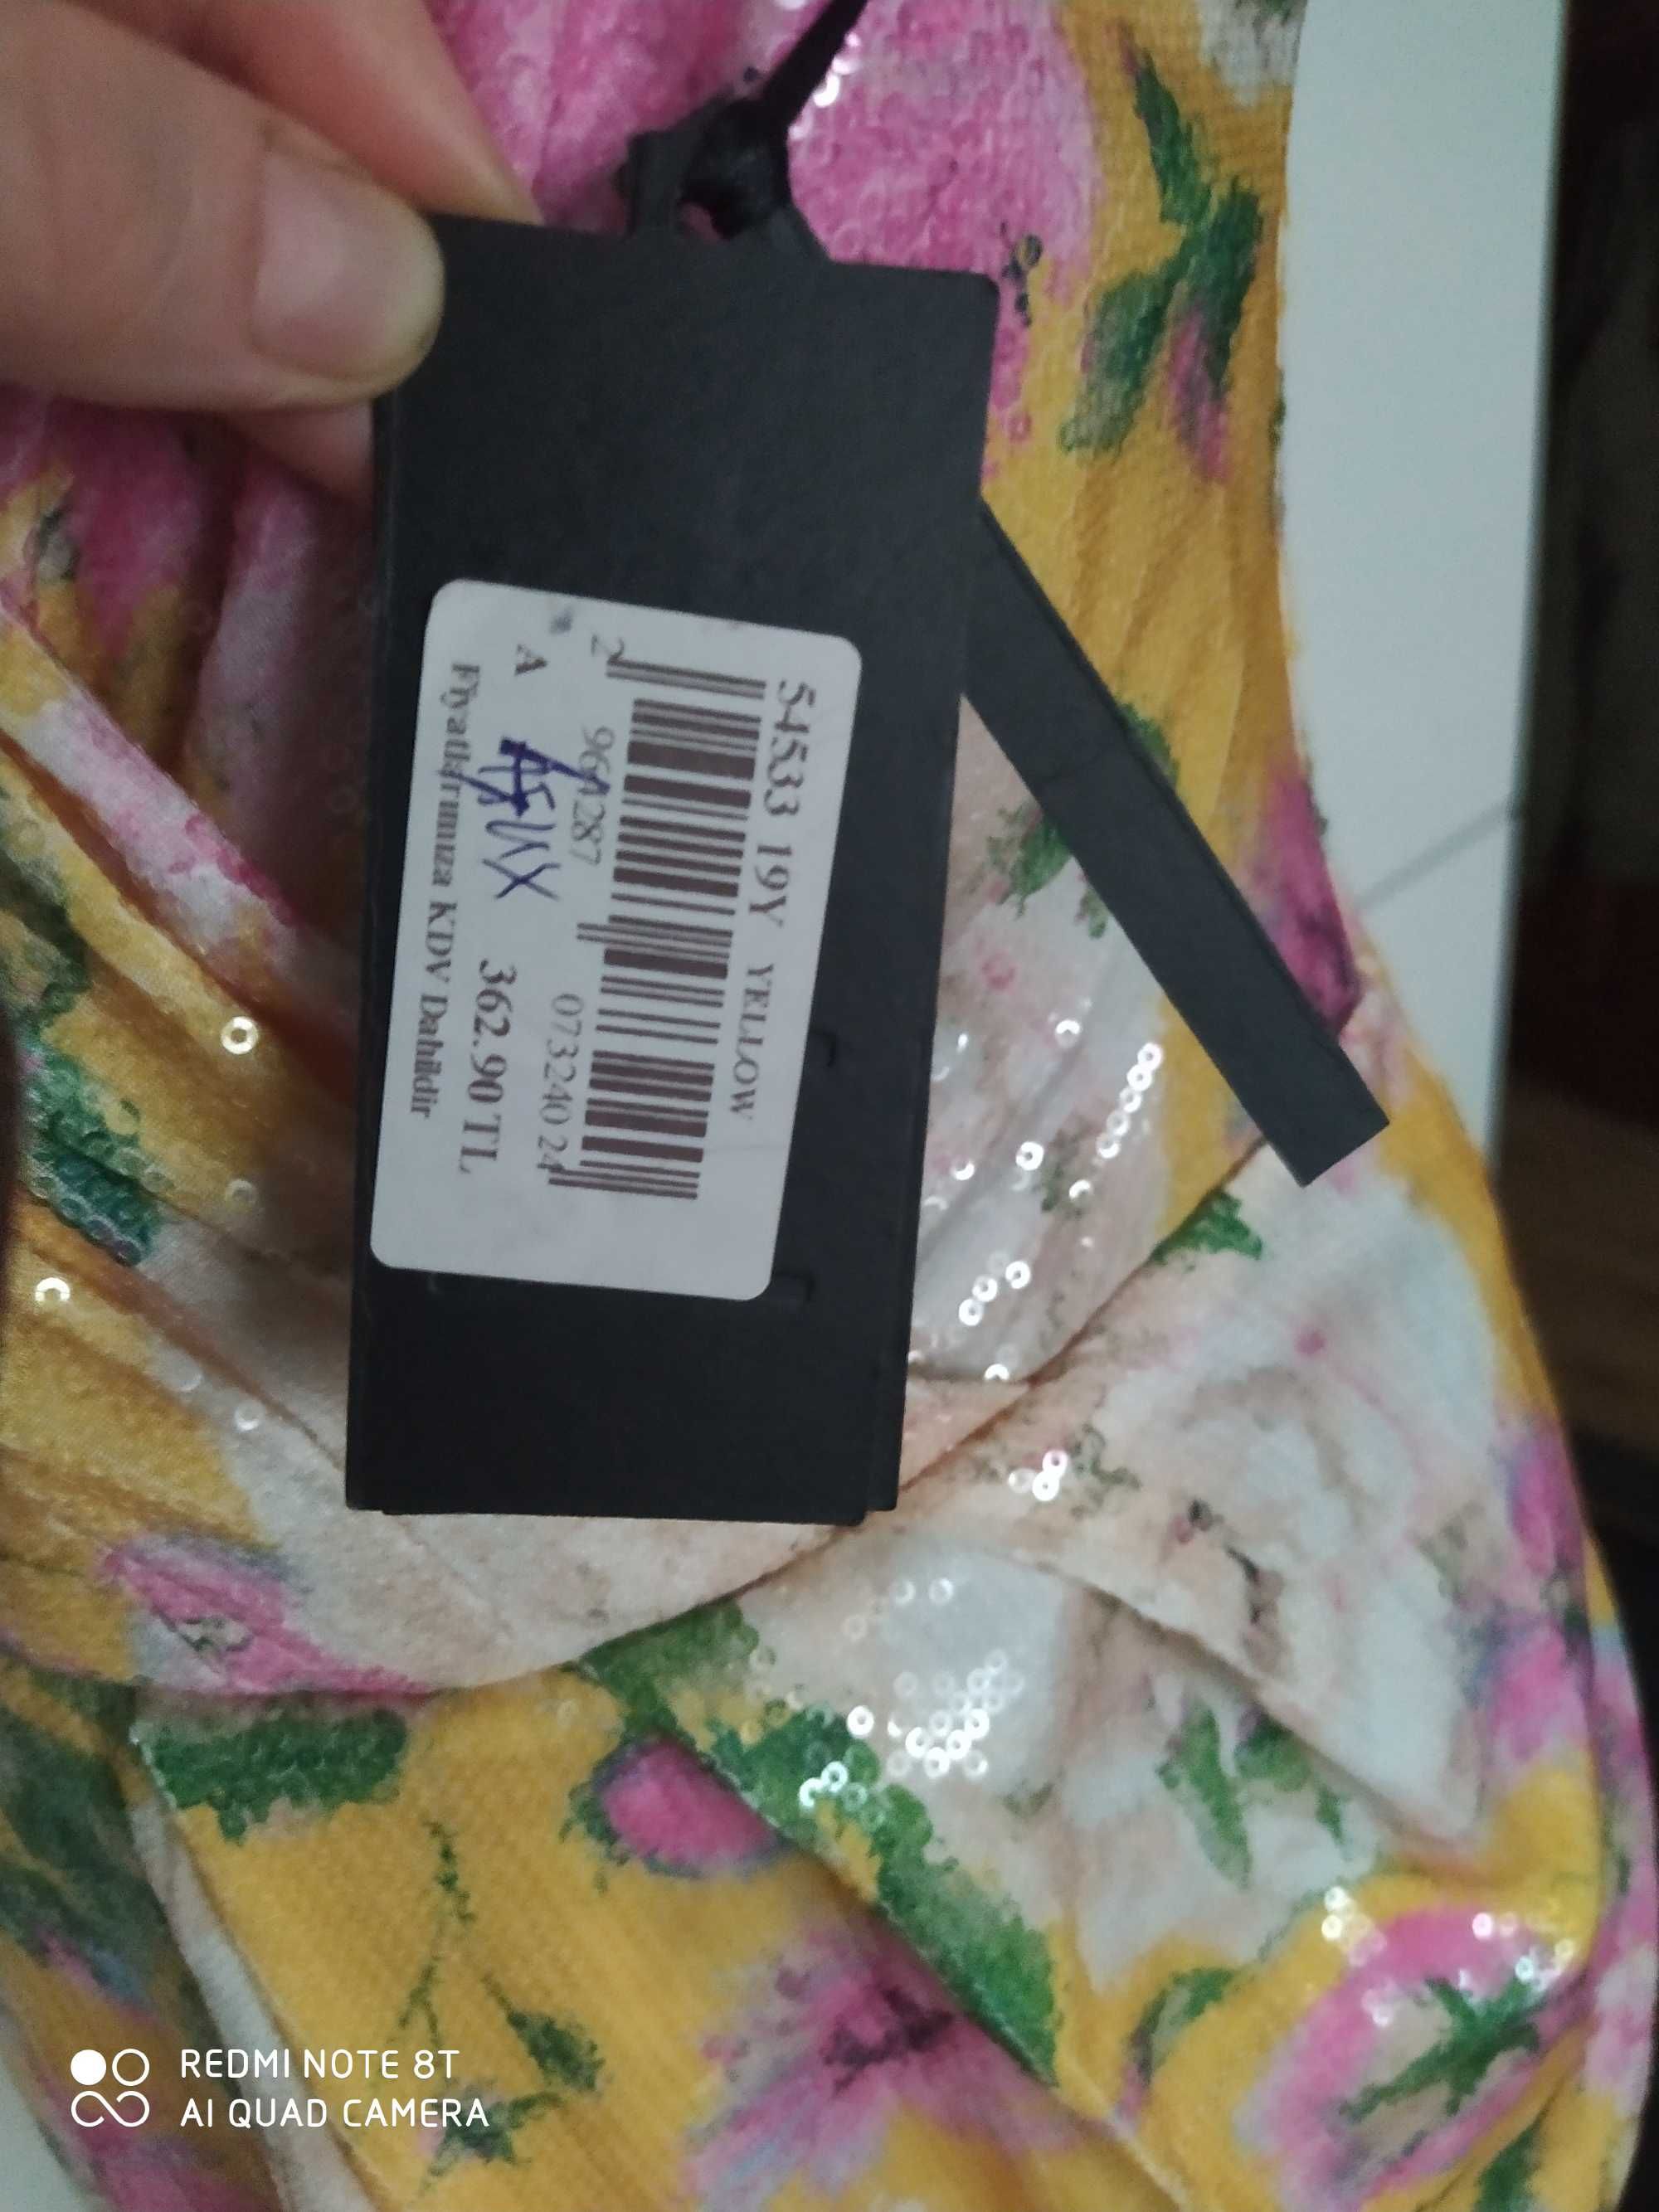 54533 19Y YELLOW
2 964287 073240 24
A 362.90 TL
Fiyatlarımıza KDV Dahildir
REDMI NOTE 8T
AI QUAD CAMERA